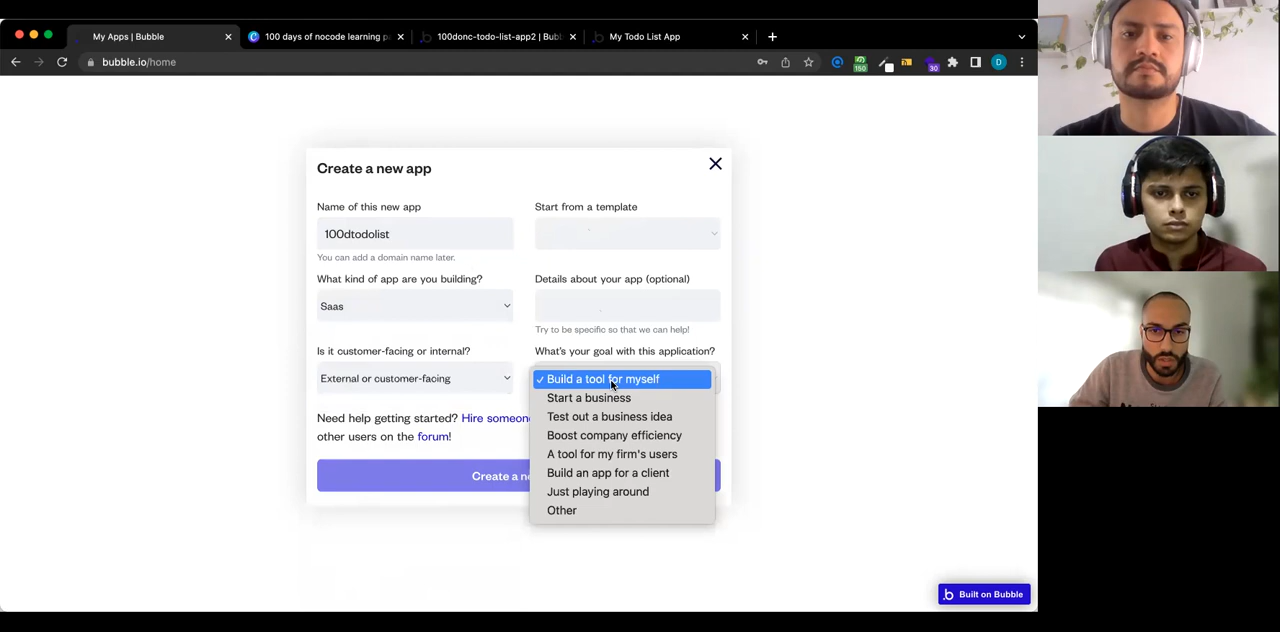 My Apps | Bubble
100 days of nocode learning p
100donc-todo-list-app2 | Bub
My Todo List App
bubble.io/home
150
30
D
Create a new app
Name of this new app
Start from a template
100dtodolist
You can add a domain name later.
What kind of app are you building?
Details about your app (optional)
Saas
Try to be specific so that we can help!
Is it customer-facing or internal?
What's your goal with this application?
External or customer-facing
Build a tool for myself
Start a business
Test out a business idea
Boost company efficiency
A tool for my firm's users
Build an app for a client
Just playing around
Other
Need help getting started? Hire someon
other users on the forum!
Create a ne
Built on Bubble